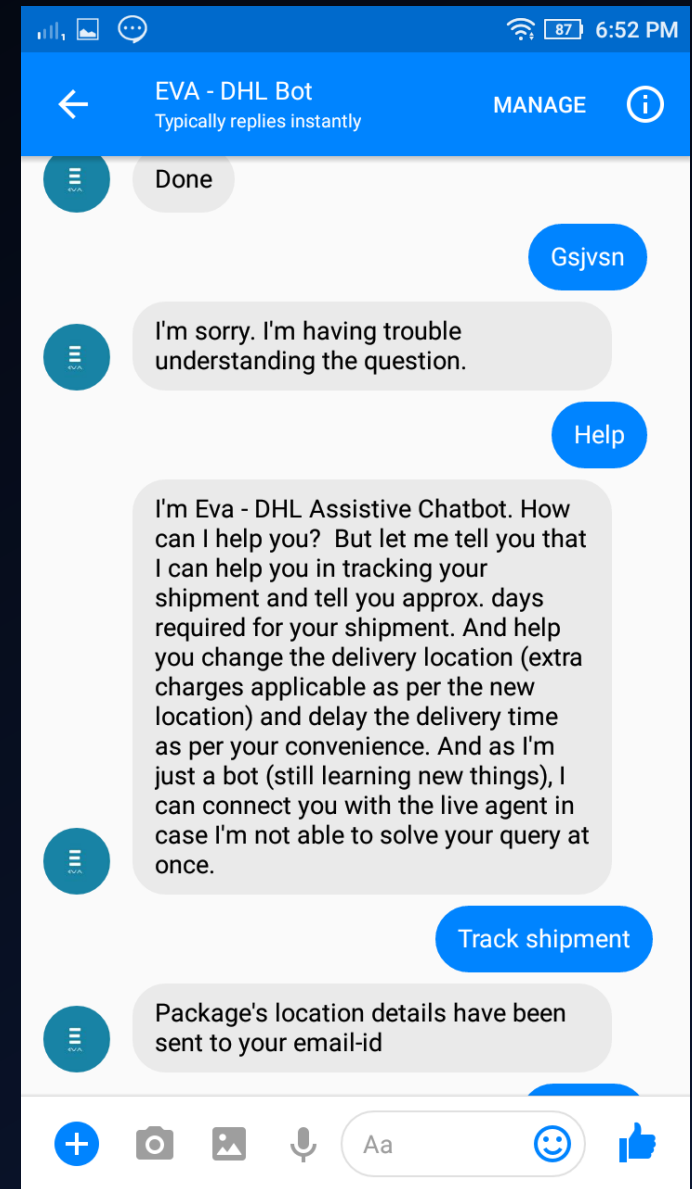 87 6:52 PM
EVA - DHL Bot
Typically replies instantly
MANAGE
Done
Gsjvsn
I'm sorry. I'm having trouble
understanding the question.
Help
I'm Eva - DHL Assistive Chatbot. How
can I help you?  But let me tell you that
I can help you in tracking your
shipment and tell you approx. days
required for your shipment. And help
you change the delivery location (extra
charges applicable as per the new
location) and delay the delivery time
as per your convenience. And as I'm
just a bot (still learning new things), I
can connect you with the live agent in
case I'm not able to solve your query at
once.
Track shipment
Package's location details have been
sent to your email-id
Aa